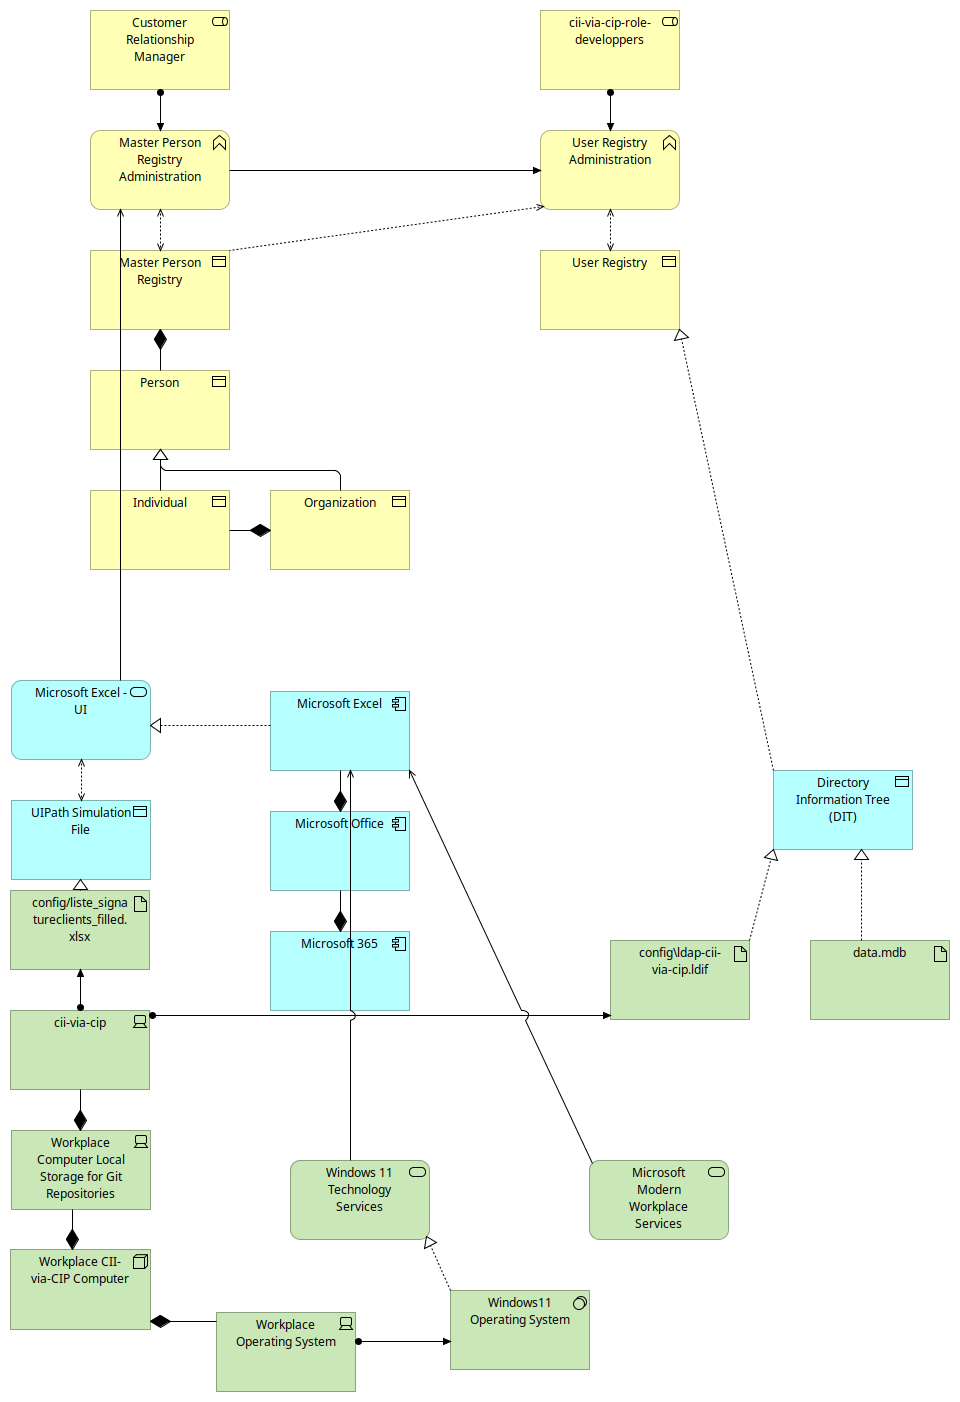 Customer
Relationship
Manager
cii-via-cip-role-
developpers
Master Person
Registry
Administration
User Registry
Administration
Master Person
Registry
User Registry
Person
Individual
Organization
Microsoft Excel -
UI
Microsoft Excel
Directory
Information Tree
(DIT)
UIPath Simulation
File
Microsoft Office
config/liste_signa
tureclients_filled.
xlsx
Microsoft 365
config\ldap-cii-
via-cip.ldif
data.mdb
cii-via-cip
Workplace
Computer Local
Storage for Git
Repositories
Windows 11
Technology
Services
Microsoft
Modern
Workplace
Services
Workplace CII-
via-CIP Computer
Workplace
Operating System
Windows11
Operating System